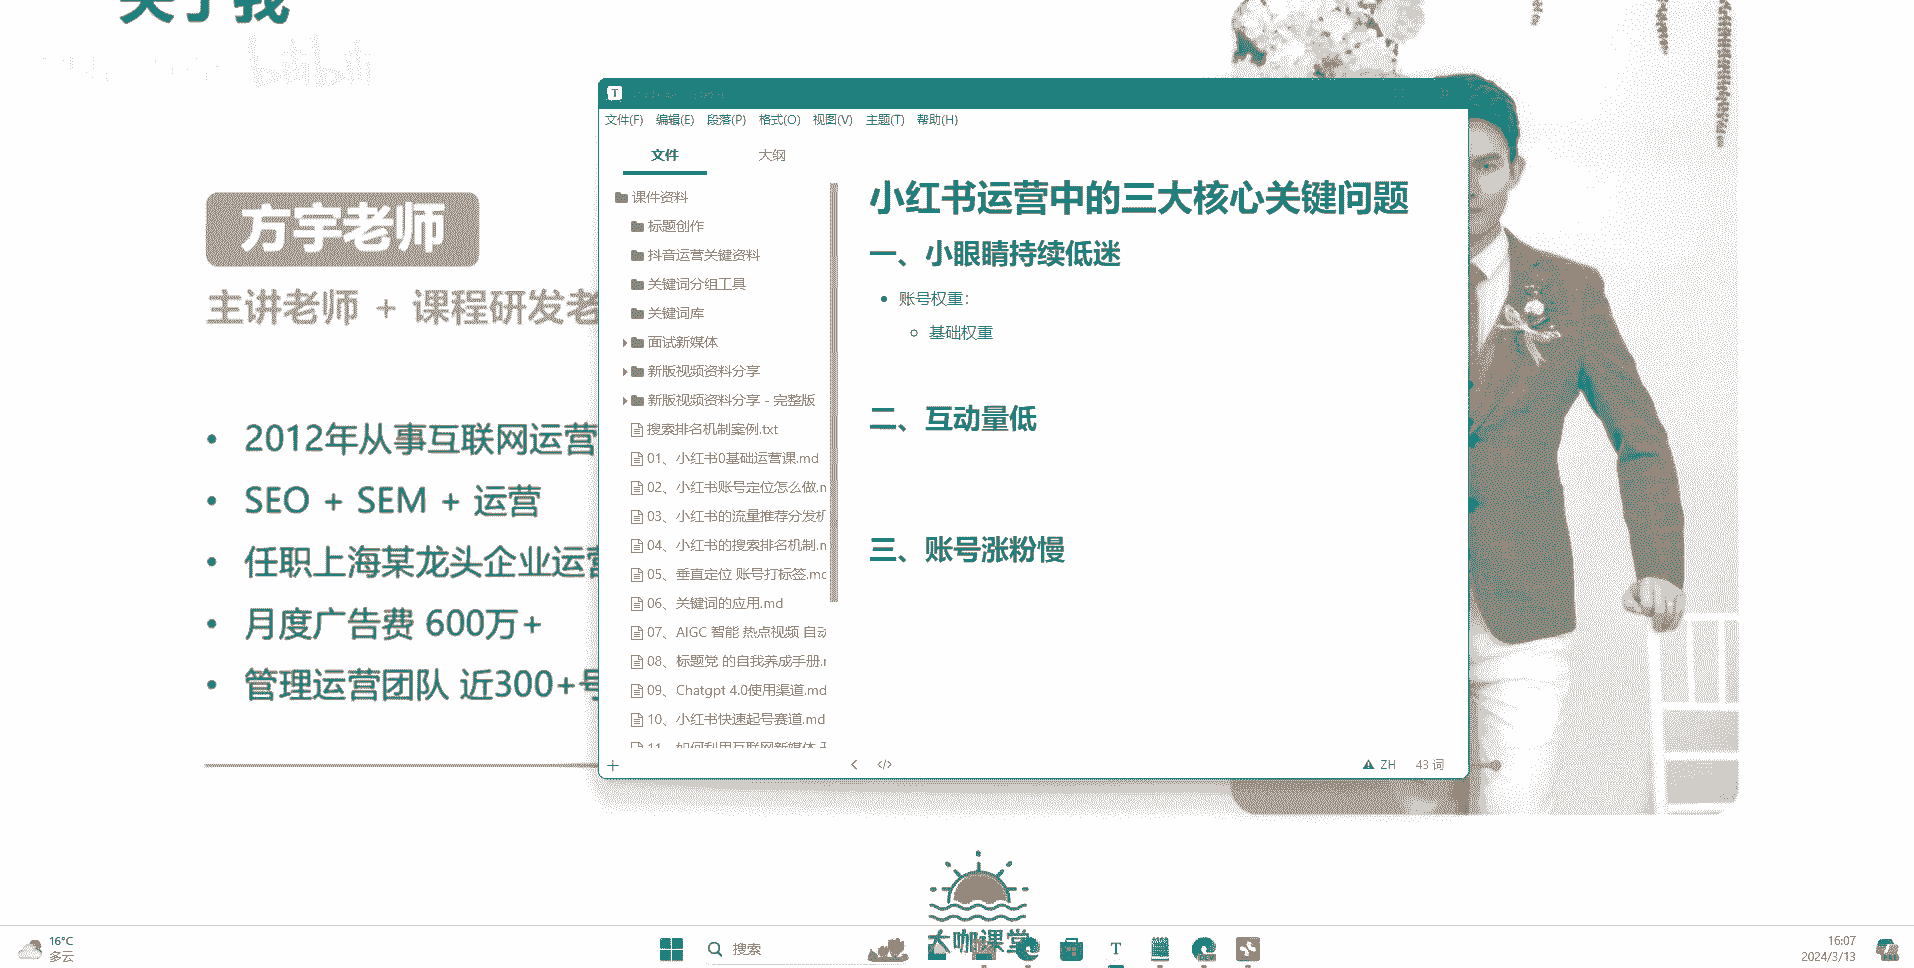 关于我
bilibili
方宇老师
主讲老师 + 课程研发老
2012年从事互联网运营
SEO + SEM + 运营
任职上海某龙头企业运营
月度广告费 600万+
管理运营团队 近300+号
T
文件(F) 编辑(E) 段落(P) 格式(O) 视图(V) 主题(T) 帮助(H)
文件 大纲
课件资料
标题创作
抖音运营关键资料
关键词分组工具
关键词库
面试新媒体
新版视频资料分享
新版视频资料分享 - 完整版
搜索排名机制案例.txt
01、小红书0基础运营课.md
02、小红书账号定位怎么做.m
03、小红书的流量推荐分发机
04、小红书的搜索排名机制.m
05、垂直定位 账号打标签.md
06、关键词的应用.md
07、AIGC 智能 热点视频 自动
08、标题党 的自我养成手册.m
09、Chatgpt 4.0使用渠道.md
10、小红书快速起号赛道.md
11、如何利用互联网新媒体
小红书运营中的三大核心关键问题
一、小眼睛持续低迷
账号权重：
基础权重
二、互动量低
三、账号涨粉慢
ZH 43 词
大咖课堂
16°C
多云
搜索
T
DEV
16:07
2024/3/13
PRE